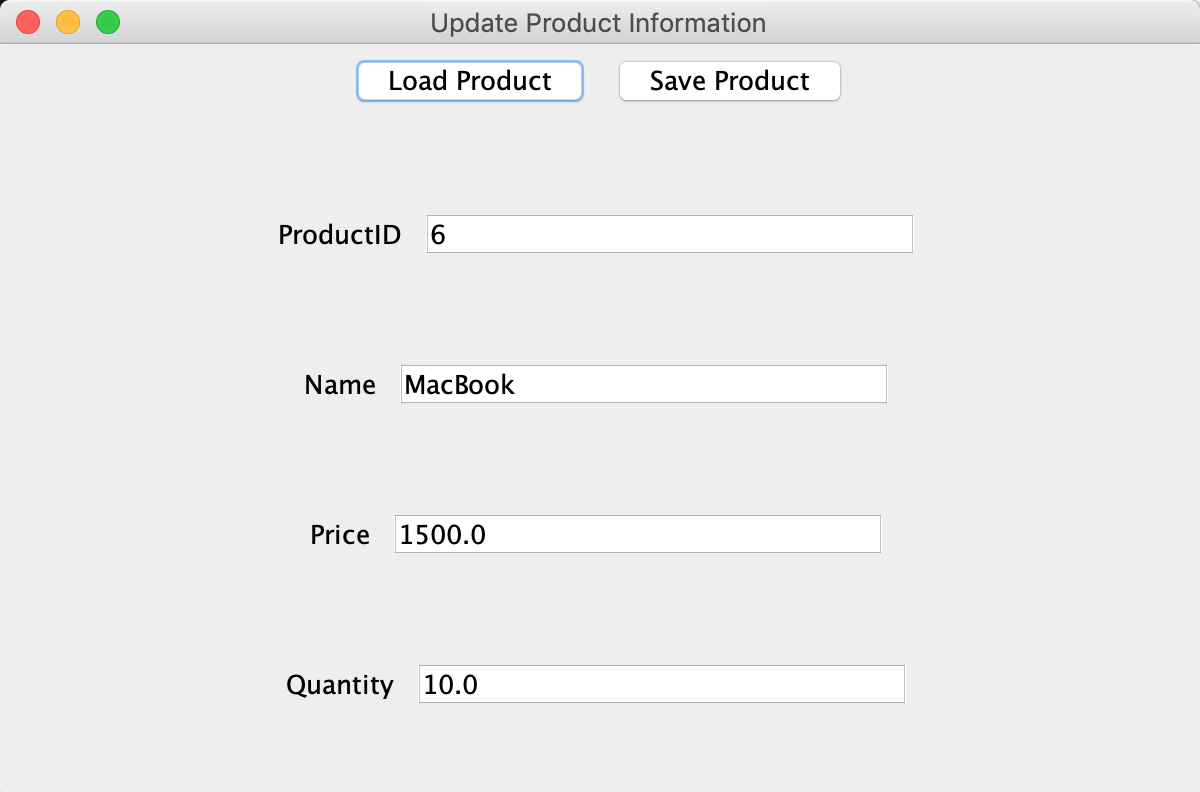 Update Product Information
Load Product Save Product
ProductID 6
Name MacBook
Price 1500.0
Quantity 10.0